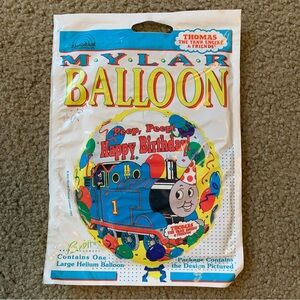 THOMAS
THE TANK ENGINE
& FRIENDS
MYLAR
BALLOON
Peep, Peep
Happy Birthday!
1
THOMAS
Contains One
Large Helium Balloon
Package Contains
the Design Pictured